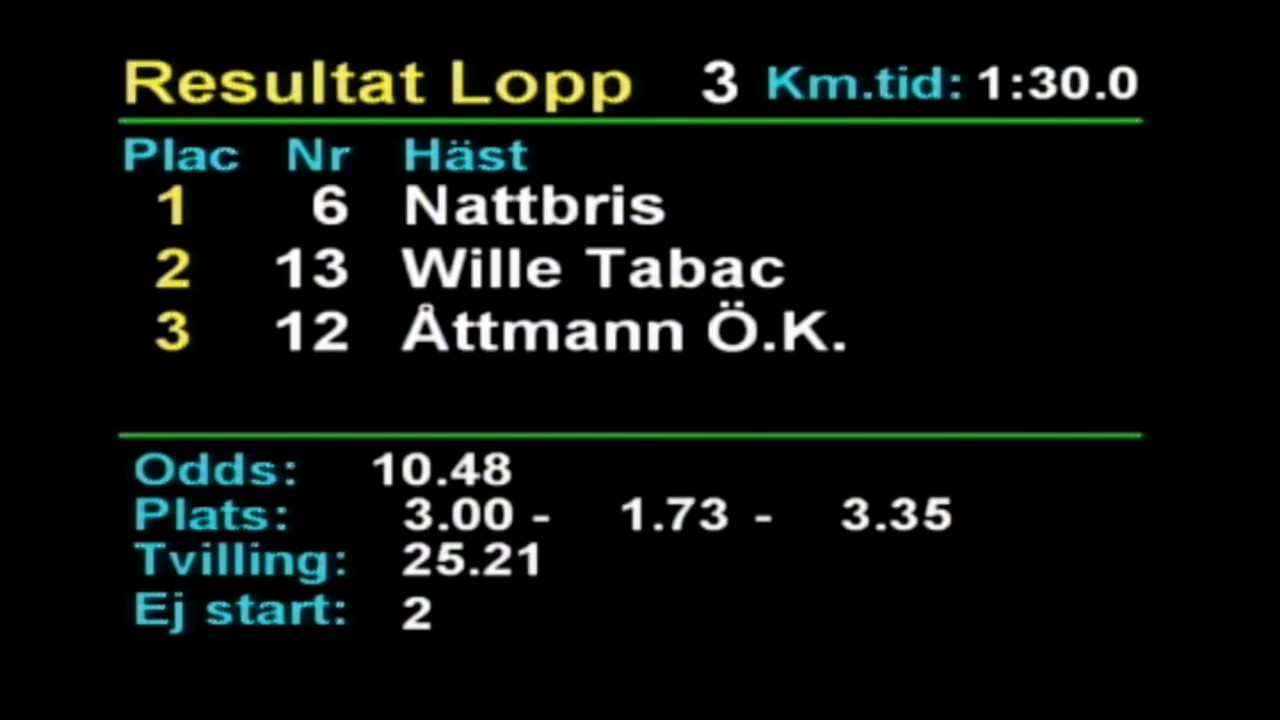 Resultat Lopp 3 Km.tid: 1:30.0
Plac Nr Häst
1 6 Nattbris
2 13 Wille Tabac
3 12 Åttmann Ö.K.
Odds: 10.48
Plats: 3.00 - 1.73 - 3.35
Tvilling: 25.21
Ej start: 2